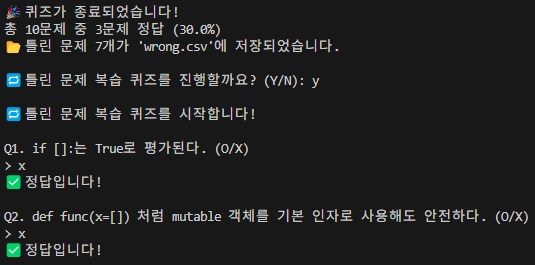 🎉 퀴즈가 종료되었습니다!
총 10문제 중 3문제 정답 (30.0%)
📂 틀린 문제 7개가 'wrong.csv'에 저장되었습니다.
🔁 틀린 문제 복습 퀴즈를 진행할까요? (Y/N): y
🔁 틀린 문제 복습 퀴즈를 시작합니다!
Q1. if []:는 True로 평가된다. (O/X)
> x
✅ 정답입니다!
Q2. def func(x=[]) 처럼 mutable 객체를 기본 인자로 사용해도 안전하다. (O/X)
> x
✅ 정답입니다!